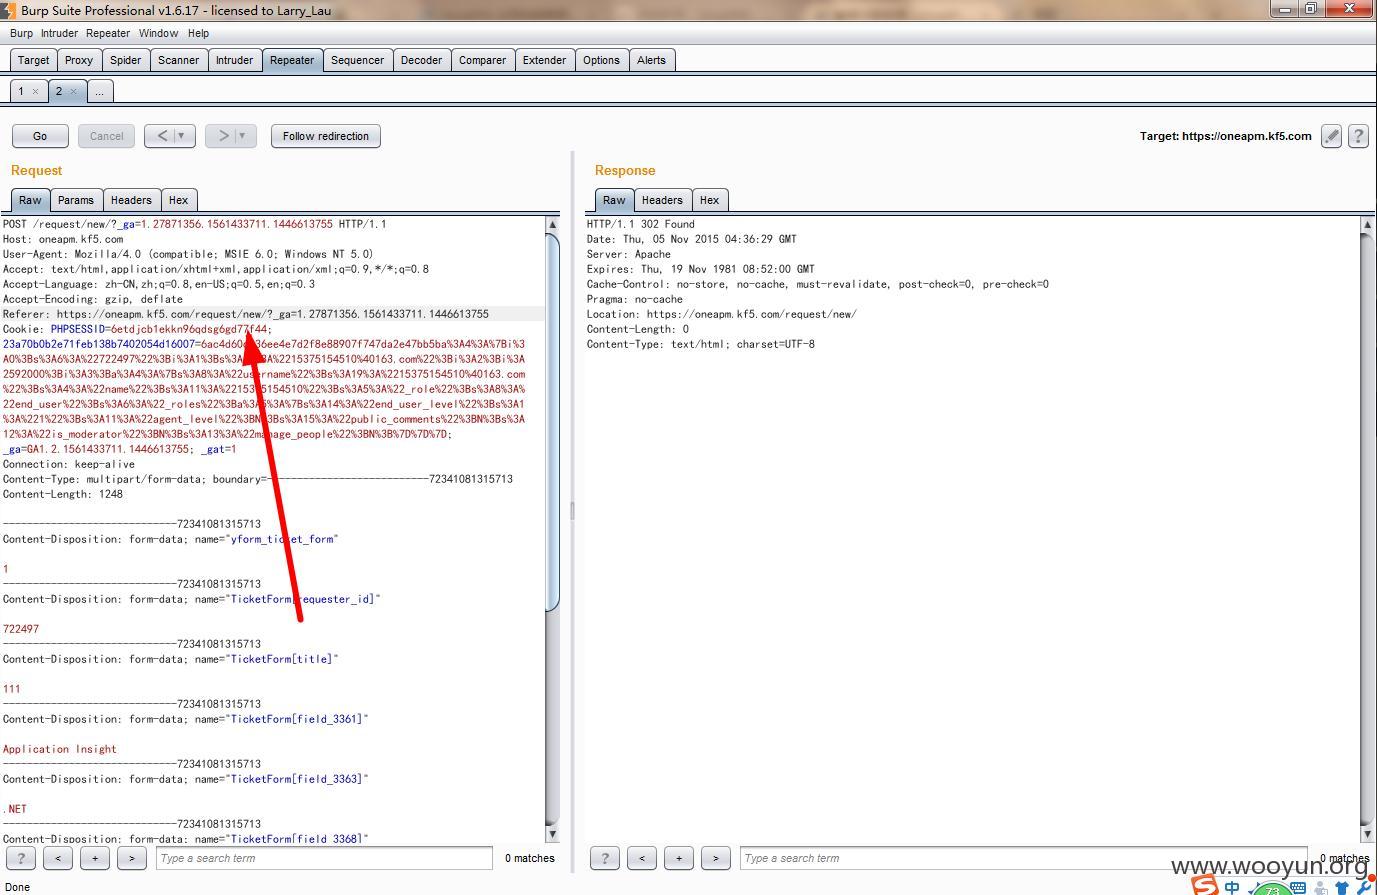 Burp Suite Professional v1.6.17 - licensed to Larry_Lau
Burp Intruder Repeater Window Help
Target Proxy Spider Scanner Intruder Repeater Sequencer Decoder Comparer Extender Options Alerts
1 × 2 × ...
Go Cancel < > Follow redirection Target: https://oneapm.kf5.com ?
Request
Raw Params Headers Hex
POST /request/new/?_ga=1.27871356.1561433711.1446613755 HTTP/1.1
Host: oneapm.kf5.com
User-Agent: Mozilla/4.0 (compatible; MSIE 6.0; Windows NT 5.0)
Accept: text/html,application/xhtml+xml,application/xml;q=0.9,*/*;q=0.8
Accept-Language: zh-CN,zh;q=0.8,en-US;q=0.5,en;q=0.3
Accept-Encoding: gzip, deflate
Referer: https://oneapm.kf5.com/request/new/?_ga=1.27871356.1561433711.1446613755
Cookie: PHPSESSID=6etdjcb1ekkn96qdsg6gd77f44;
23a70b0b2e71feb138b7402054d16007=6ac4d60 36ee4e7d2f8e88907f747da2e47bb5ba%3A4%3A%7Bi%3
A0%3Bs%3A6%3A%22722497%22%3Bi%3A1%3Bs%3A %3A%2215375154510%40163.com%22%3Bi%3A2%3Bi%3A
2592000%3Bi%3A3%3Ba%3A4%3A%7Bs%3A8%3A%22username%22%3Bs%3A19%3A%2215375154510%40163.com
%22%3Bs%3A4%3A%22name%22%3Bs%3A11%3A%2215375154510%22%3Bs%3A5%3A%22_role%22%3Bs%3A8%3A%
22end_user%22%3Bs%3A6%3A%22_roles%22%3Ba%3A5%3A%7Bs%3A14%3A%22end_user_level%22%3Bs%3A1
%3A%221%22%3Bs%3A11%3A%22agent_level%22%3BN%3Bs%3A15%3A%22public_comments%22%3BN%3Bs%3A
12%3A%22is_moderator%22%3BN%3Bs%3A13%3A%22manage_people%22%3BN%3B%7D%7D%7D;
_ga=GA1.2.1561433711.1446613755; _gat=1
Connection: keep-alive
Content-Type: multipart/form-data; boundary=---------------------------72341081315713
Content-Length: 1248
-----------------------------72341081315713
Content-Disposition: form-data; name="yform_ticket_form"
1
-----------------------------72341081315713
Content-Disposition: form-data; name="TicketForm[requester_id]"
722497
-----------------------------72341081315713
Content-Disposition: form-data; name="TicketForm[title]"
111
-----------------------------72341081315713
Content-Disposition: form-data; name="TicketForm[field_3361]"
Application Insight
-----------------------------72341081315713
Content-Disposition: form-data; name="TicketForm[field_3363]"
.NET
-----------------------------72341081315713
Content-Disposition: form-data; name="TicketForm[field_3368]"
? < + > Type a search term 0 matches
Response
Raw Headers Hex
HTTP/1.1 302 Found
Date: Thu, 05 Nov 2015 04:36:29 GMT
Server: Apache
Expires: Thu, 19 Nov 1981 08:52:00 GMT
Cache-Control: no-store, no-cache, must-revalidate, post-check=0, pre-check=0
Pragma: no-cache
Location: https://oneapm.kf5.com/request/new/
Content-Length: 0
Content-Type: text/html; charset=UTF-8
? < + > Type a search term 0 matches
www.wooyun.org
Done
S 中 73